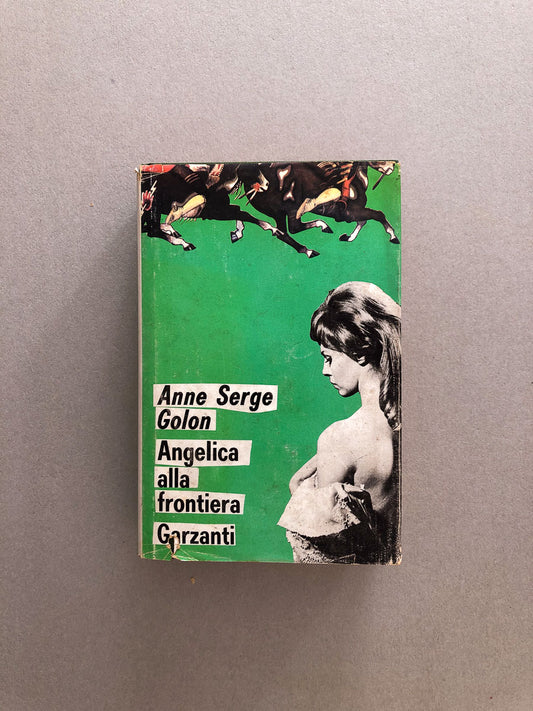 Anne Serge
Golon
Angelica
alla
frontiera
Garzanti